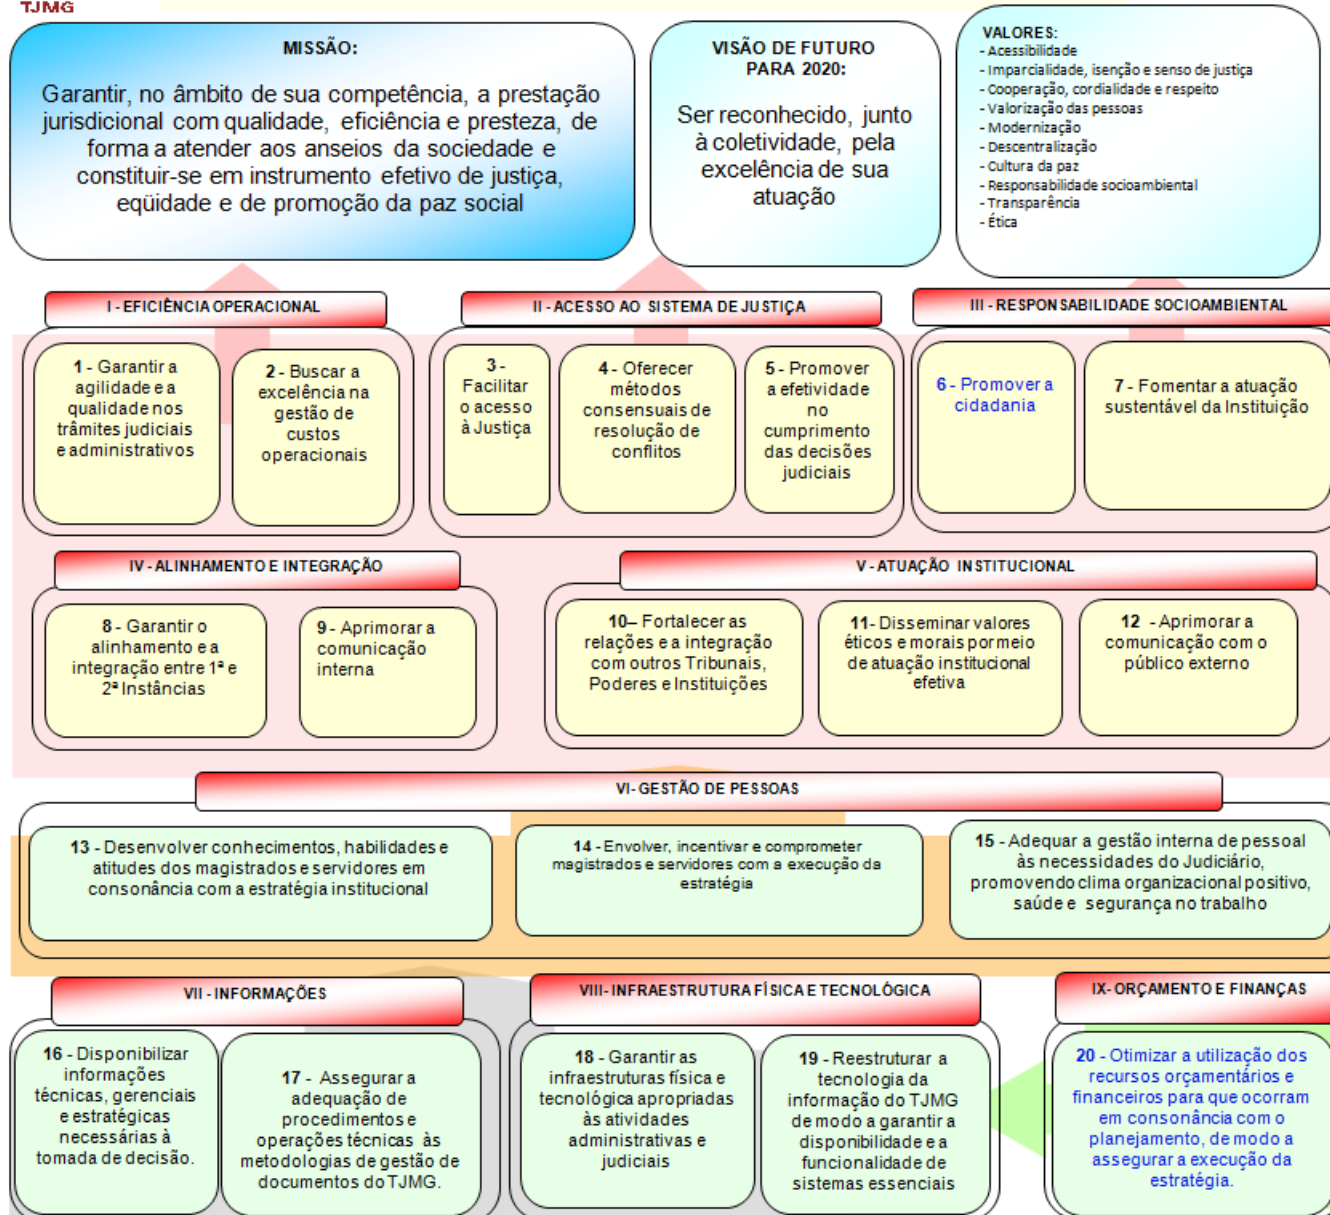 TJMG
MISSÃO:
Garantir, no âmbito de sua competência, a prestação
jurisdicional com qualidade, eficiência e presteza, de
forma a atender aos anseios da sociedade e
constituir-se em instrumento efetivo de justiça,
eqüidade e de promoção da paz social
VISÃO DE FUTURO
PARA 2020:
Ser reconhecido, junto
à coletividade, pela
excelência de sua
atuação
VALORES:
- Acessibilidade
- Imparcialidade, isenção e senso de justiça
- Cooperação, cordialidade e respeito
- Valorização das pessoas
- Modernização
- Descentralização
- Cultura da paz
- Responsabilidade socioambiental
- Transparência
- Ética
I - EFICIÊNCIA OPERACIONAL
1 - Garantir a
agilidade e a
qualidade nos
trâmites judiciais
e administrativos
2 - Buscar a
excelência na
gestão de
custos
operacionais
II - ACESSO AO SISTEMA DE JUSTIÇA
3 -
Facilitar
o acesso
à Justiça
4 - Oferecer
métodos
consensuais de
resolução de
conflitos
5 - Promover
a efetividade
no
cumprimento
das decisões
judiciais
III - RESPONSABILIDADE SOCIOAMBIENTAL
6 - Promover a
cidadania
7 - Fomentar a atuação
sustentável da Instituição
IV - ALINHAMENTO E INTEGRAÇÃO
8 - Garantir o
alinhamento e a
integração entre 1ª e
2ª Instâncias
9 - Aprimorar a
comunicação
interna
V - ATUAÇÃO INSTITUCIONAL
10– Fortalecer as
relações e a integração
com outros Tribunais,
Poderes e Instituições
11- Disseminar valores
éticos e morais por meio
de atuação institucional
efetiva
12 - Aprimorar a
comunicação com o
público externo
VI- GESTÃO DE PESSOAS
13 - Desenvolver conhecimentos, habilidades e
atitudes dos magistrados e servidores em
consonância com a estratégia institucional
14 - Envolver, incentivar e comprometer
magistrados e servidores com a execução da
estratégia
15 - Adequar a gestão interna de pessoal
às necessidades do Judiciário,
promovendo clima organizacional positivo,
saúde e segurança no trabalho
VII - INFORMAÇÕES
16 - Disponibilizar
informações
técnicas, gerenciais
e estratégicas
necessárias à
tomada de decisão.
17 - Assegurar a
adequação de
procedimentos e
operações técnicas às
metodologias de gestão de
documentos do TJMG.
VIII- INFRAESTRUTURA FÍSICA E TECNOLÓGICA
18 - Garantir as
infraestruturas física e
tecnológica apropriadas
às atividades
administrativas e
judiciais
19 - Reestruturar a
tecnologia da
informação do TJMG
de modo a garantir a
disponibilidade e a
funcionalidade de
sistemas essenciais
IX- ORÇAMENTO E FINANÇAS
20 - Otimizar a utilização dos
recursos orçamentários e
financeiros para que ocorram
em consonância com o
planejamento, de modo a
assegurar a execução da
estratégia.